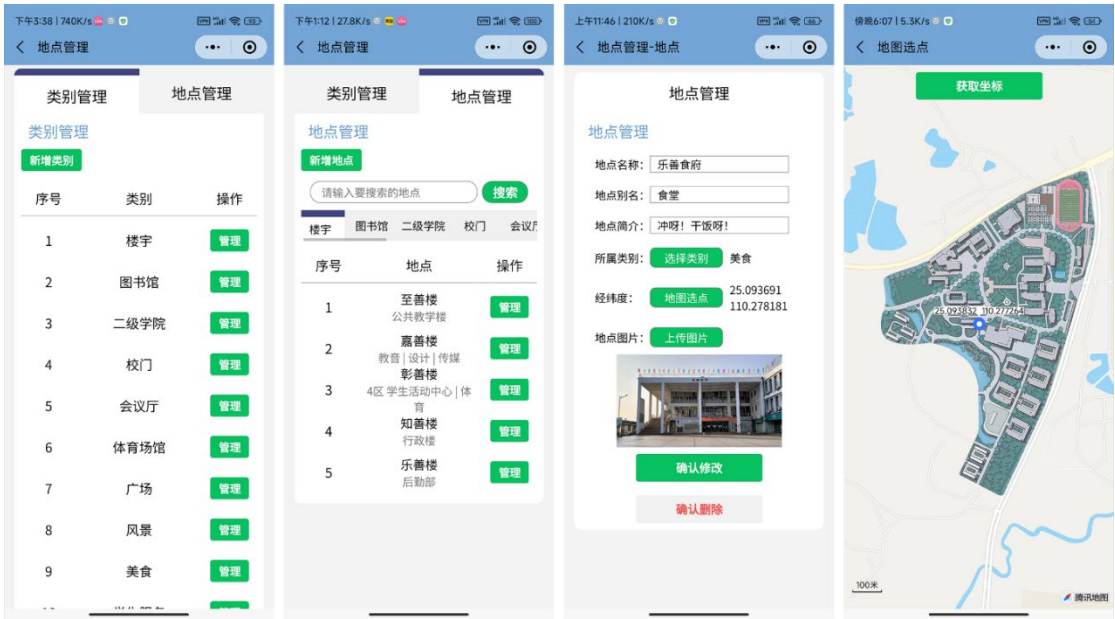 下午3:38 | 740K/s
地点管理
类别管理
地点管理
类别管理
新增类别
序号 类别 操作
1 楼宇 管理
2 图书馆 管理
3 二级学院 管理
4 校门 管理
5 会议厅 管理
6 体育场馆 管理
7 广场 管理
8 风景 管理
9 美食 管理
下午1:12 | 27.8K/s
地点管理
类别管理
地点管理
地点管理
新增地点
请输入要搜索的地点 搜索
楼宇 图书馆 二级学院 校门 会议厅
序号 地点 操作
1 至善楼 管理
公共教学楼
2 嘉善楼 管理
教音 | 设计 | 传媒
3 彰善楼 管理
4区 学生活动中心 | 体
育
4 知善楼 管理
行政楼
5 乐善楼 管理
后勤部
上午11:46 | 210K/s
地点管理-地点
地点管理
地点管理
地点名称： 乐善食府
地点别名： 食堂
地点简介： 冲呀！干饭呀！
所属类别： 选择类别 美食
经纬度： 地图选点 25.093691
110.278181
地点图片： 上传图片
确认修改
确认删除
傍晚6:07 | 5.3K/s
地图选点
获取坐标
25.093832 110.277264
100米
腾讯地图